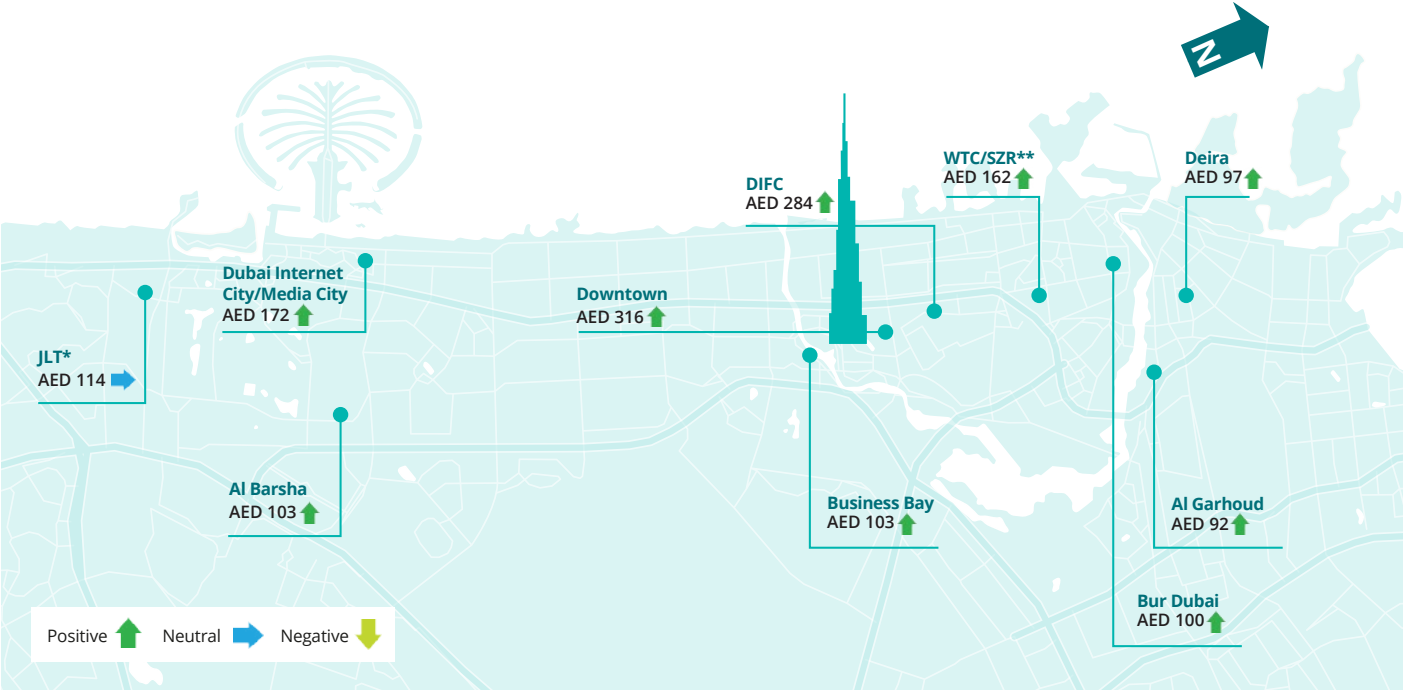 N
WTC/SZR**
AED 162
Deira
AED 97
DIFC
AED 284
Dubai Internet
City/Media City
AED 172
Downtown
AED 316
JLT*
AED 114
Al Barsha
AED 103
Business Bay
AED 103
Al Garhoud
AED 92
Bur Dubai
AED 100
Positive Neutral Negative